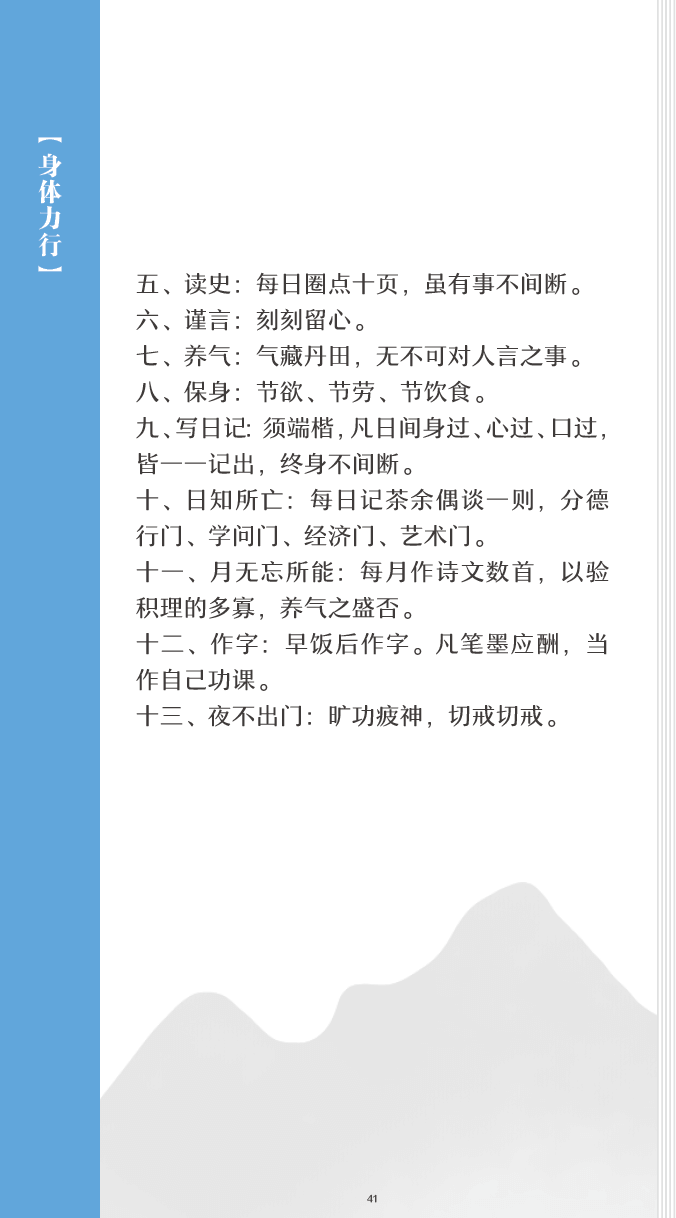 【身体力行】
五、读史：每日圈点十页，虽有事不间断。
六、谨言：刻刻留心。
七、养气：气藏丹田，无不可对人言之事。
八、保身：节欲、节劳、节饮食。
九、写日记：须端楷，凡日间身过、心过、口过，
皆一一记出，终身不间断。
十、日知所亡：每日记茶余偶谈一则，分德
行门、学问门、经济门、艺术门。
十一、月无忘所能：每月作诗文数首，以验
积理的多寡，养气之盛否。
十二、作字：早饭后作字。凡笔墨应酬，当
作自己功课。
十三、夜不出门：旷功疲神，切戒切戒。
41